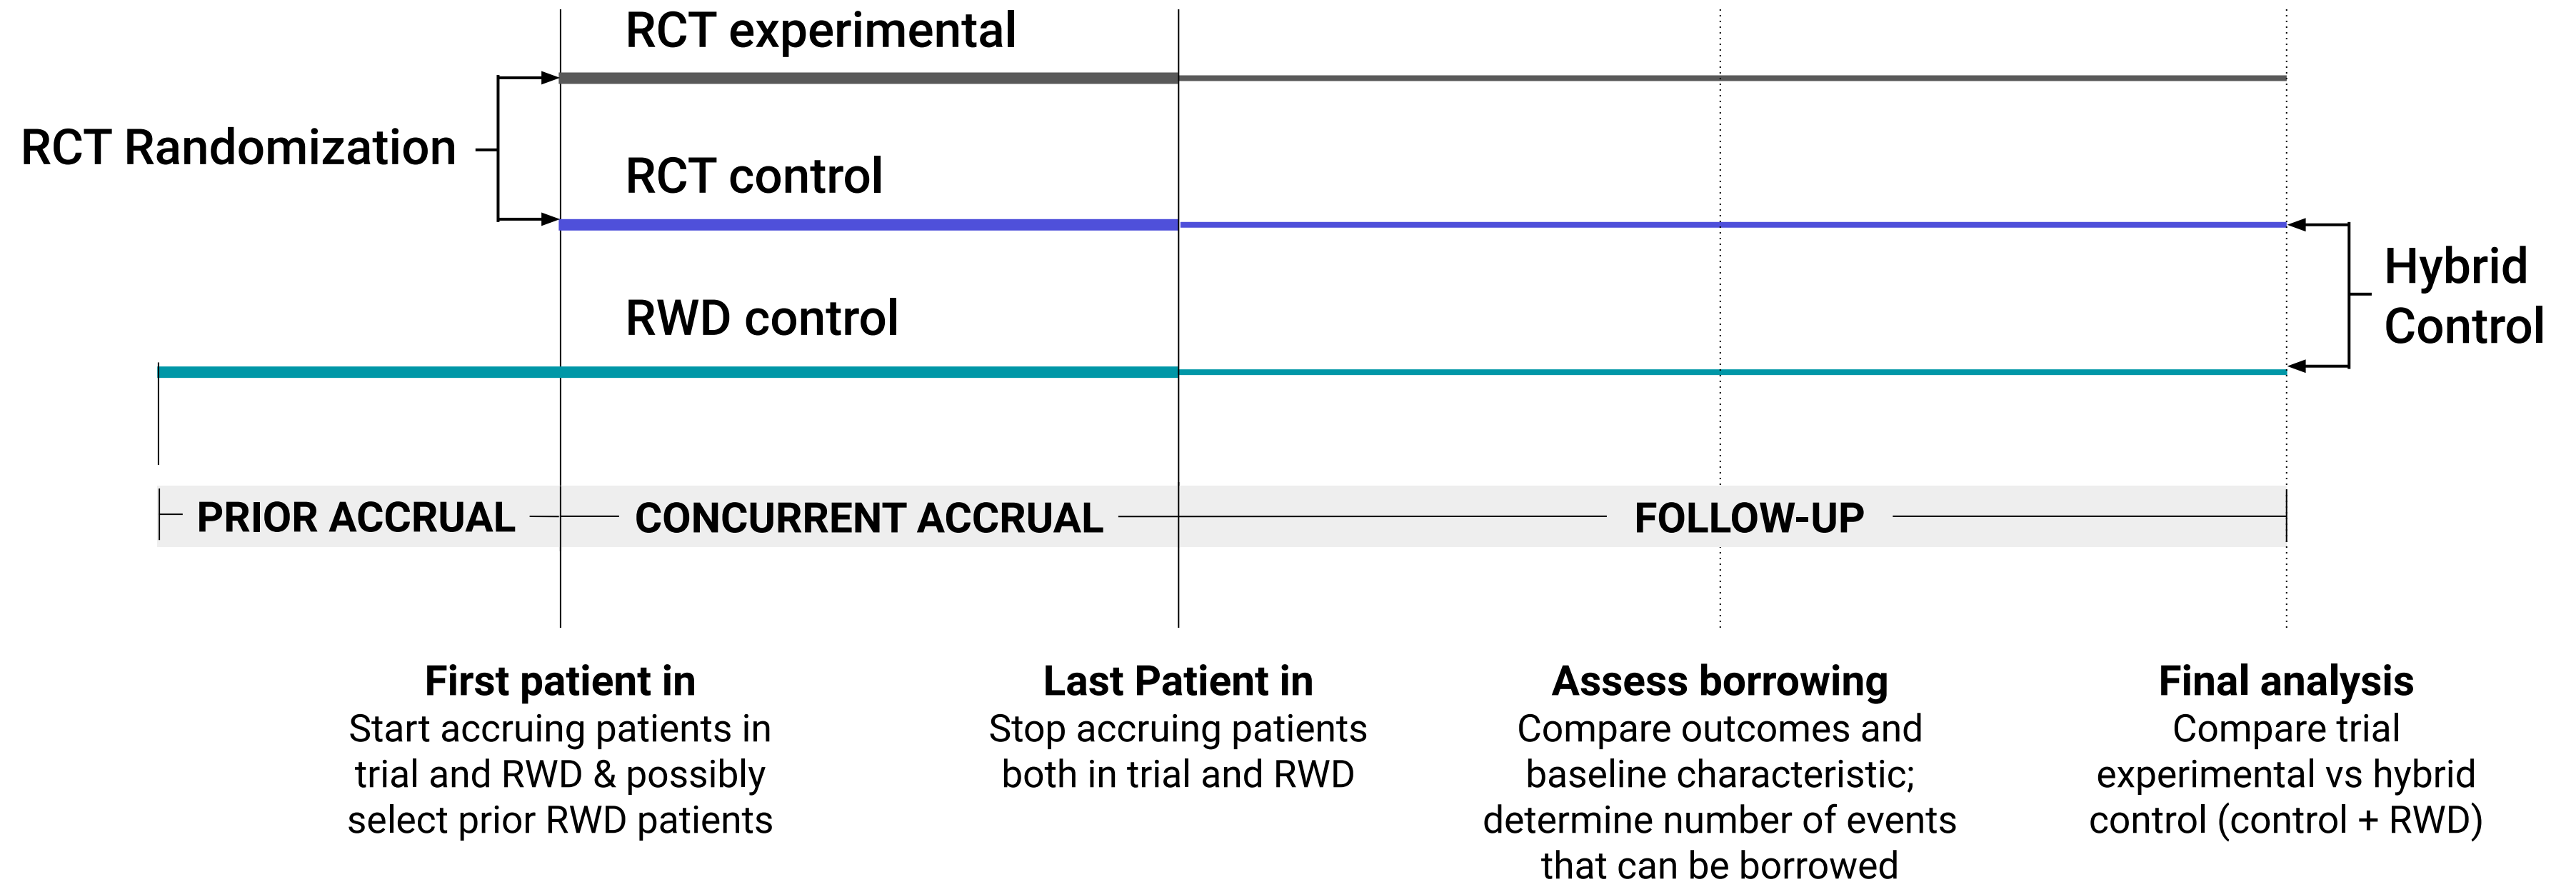 RCT experimental
RCT Randomization
RCT control
Hybrid
Control
RWD control
PRIOR ACCRUAL
CONCURRENT ACCRUAL
FOLLOW-UP
First patient in
Start accruing patients in
trial and RWD & possibly
select prior RWD patients
Last Patient in
Stop accruing patients
both in trial and RWD
Assess borrowing
Compare outcomes and
baseline characteristic;
determine number of events
that can be borrowed
Final analysis
Compare trial
experimental vs hybrid
control (control + RWD)